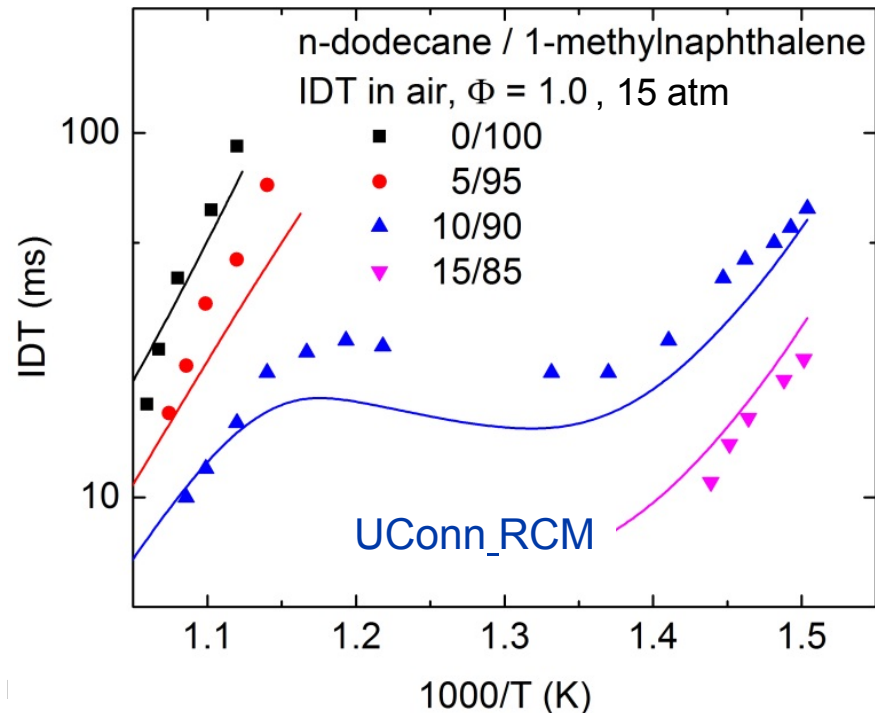 n-dodecane / 1-methylnaphthalene
IDT in air, Φ = 1.0 , 15 atm
0/100
5/95
10/90
15/85
100
10
IDT (ms)
UConn_RCM
1.1 1.2 1.3 1.4 1.5
1000/T (K)